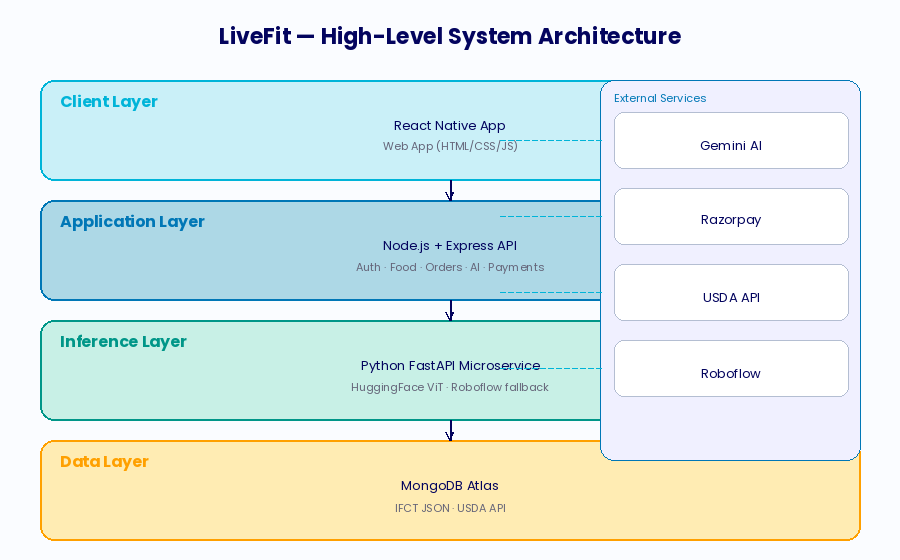 LiveFit — High-Level System Architecture
Client Layer
React Native App
Web App (HTML/CSS/JS)
Application Layer
Node.js + Express API
Auth · Food · Orders · AI · Payments
Inference Layer
Python FastAPI Microservice
HuggingFace ViT · Roboflow fallback
Data Layer
MongoDB Atlas
IFCT JSON · USDA API
External Services
Gemini AI
Razorpay
USDA API
Roboflow